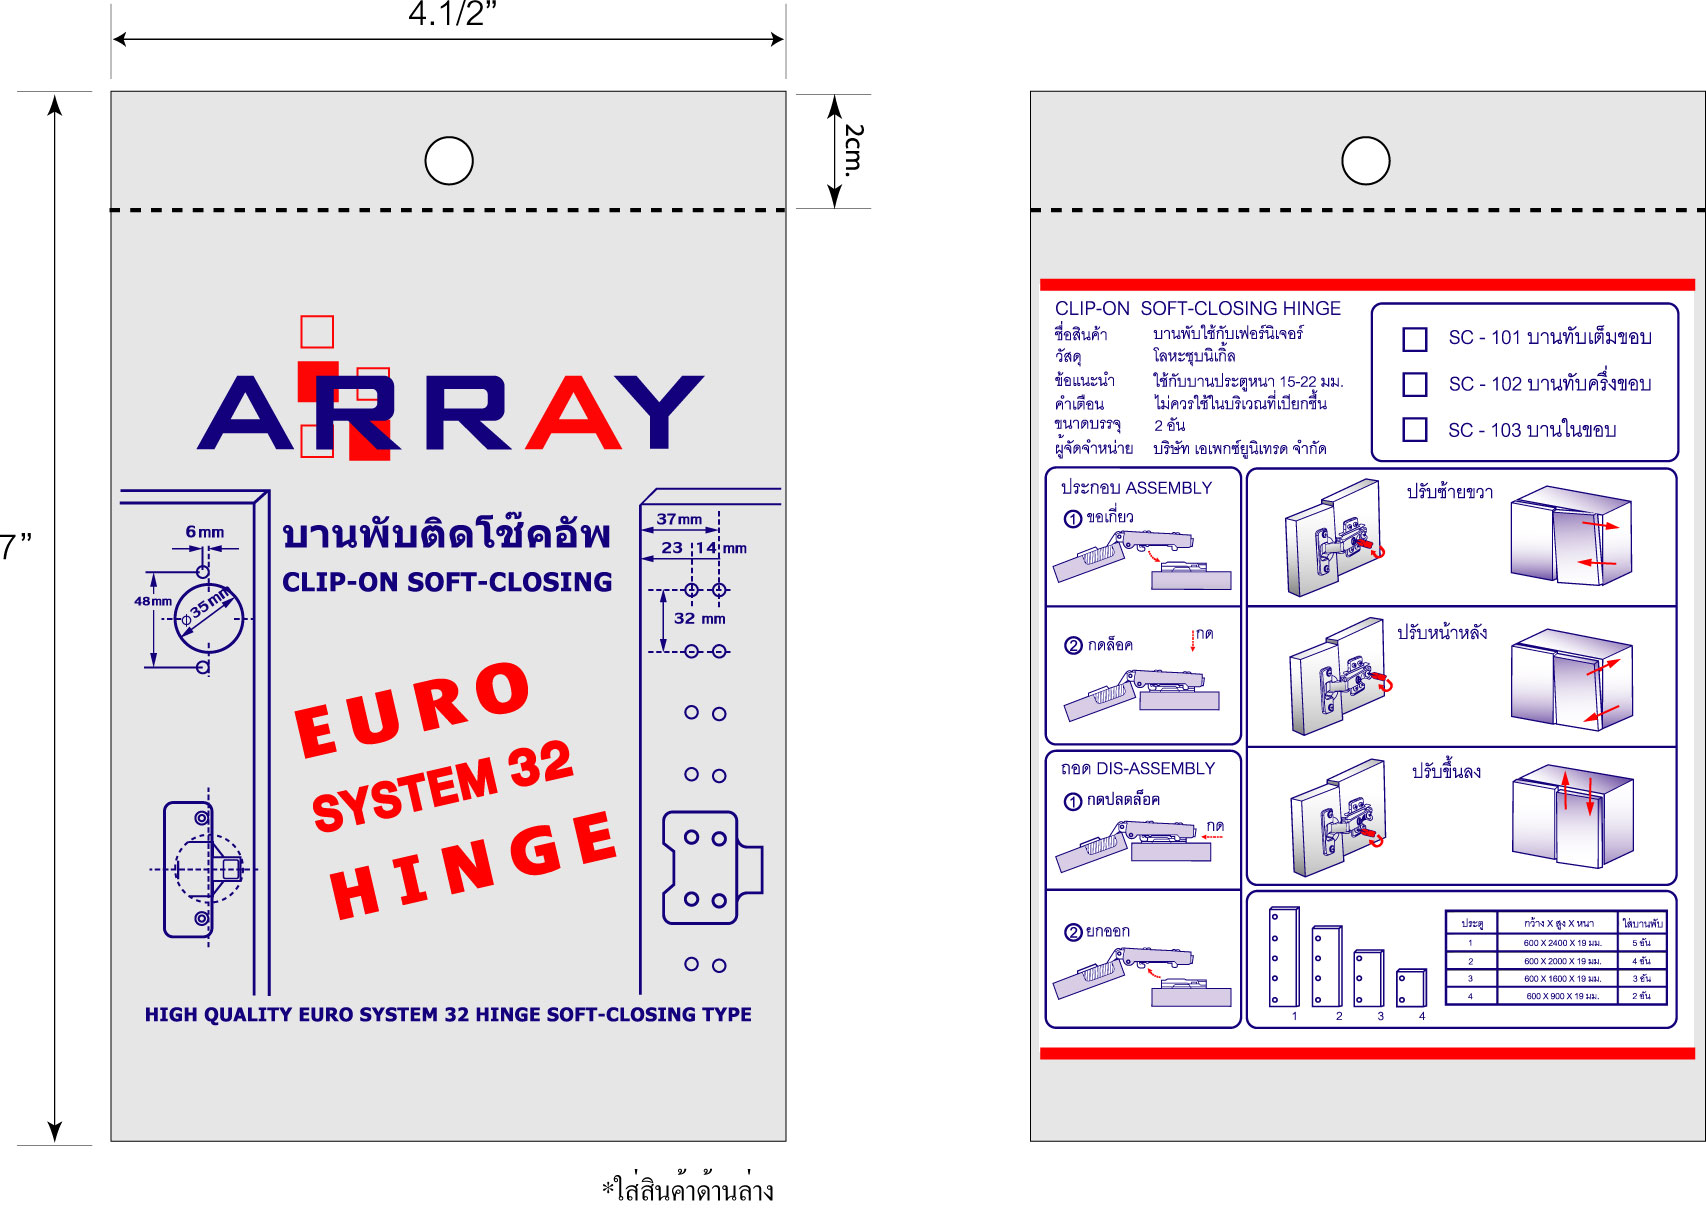 4.1/2”
7”
2cm.
ARRAY
6mm
48mm
Ø35mm
บานพับติดโช๊คอัพ
CLIP-ON SOFT-CLOSING
37mm
23 14 mm
32 mm
EURO
SYSTEM 32
HINGE
HIGH QUALITY EURO SYSTEM 32 HINGE SOFT-CLOSING TYPE
*ใส่สินค้าด้านล่าง
CLIP-ON SOFT-CLOSING HINGE
ชื่อสินค้า บานพับใช้กับเฟอร์นิเจอร์
วัสดุ โลหะชุบนิเกิ้ล
ข้อแนะนำ ใช้กับบานประตูหนา 15-22 มม.
คำเตือน ไม่ควรใช้ในบริเวณที่เปียกชื้น
ขนาดบรรจุ 2 อัน
ผู้จัดจำหน่าย บริษัท เอเพกซ์ยูนิเทรด จำกัด
SC - 101 บานทับเต็มขอบ
SC - 102 บานทับครึ่งขอบ
SC - 103 บานในขอบ
ประกอบ ASSEMBLY
1 ขอเกี่ยว
2 กดล็อค
กด
ถอด DIS-ASSEMBLY
1 กดปลดล็อค
กด
2 ยกออก
ปรับซ้ายขวา
ปรับหน้าหลัง
ปรับขึ้นลง
1 2 3 4
ประตู กว้าง X สูง X หนา ใส่บานพับ
1 600 X 2400 X 19 มม. 5 อัน
2 600 X 2000 X 19 มม. 4 อัน
3 600 X 1600 X 19 มม. 3 อัน
4 600 X 900 X 19 มม. 2 อัน